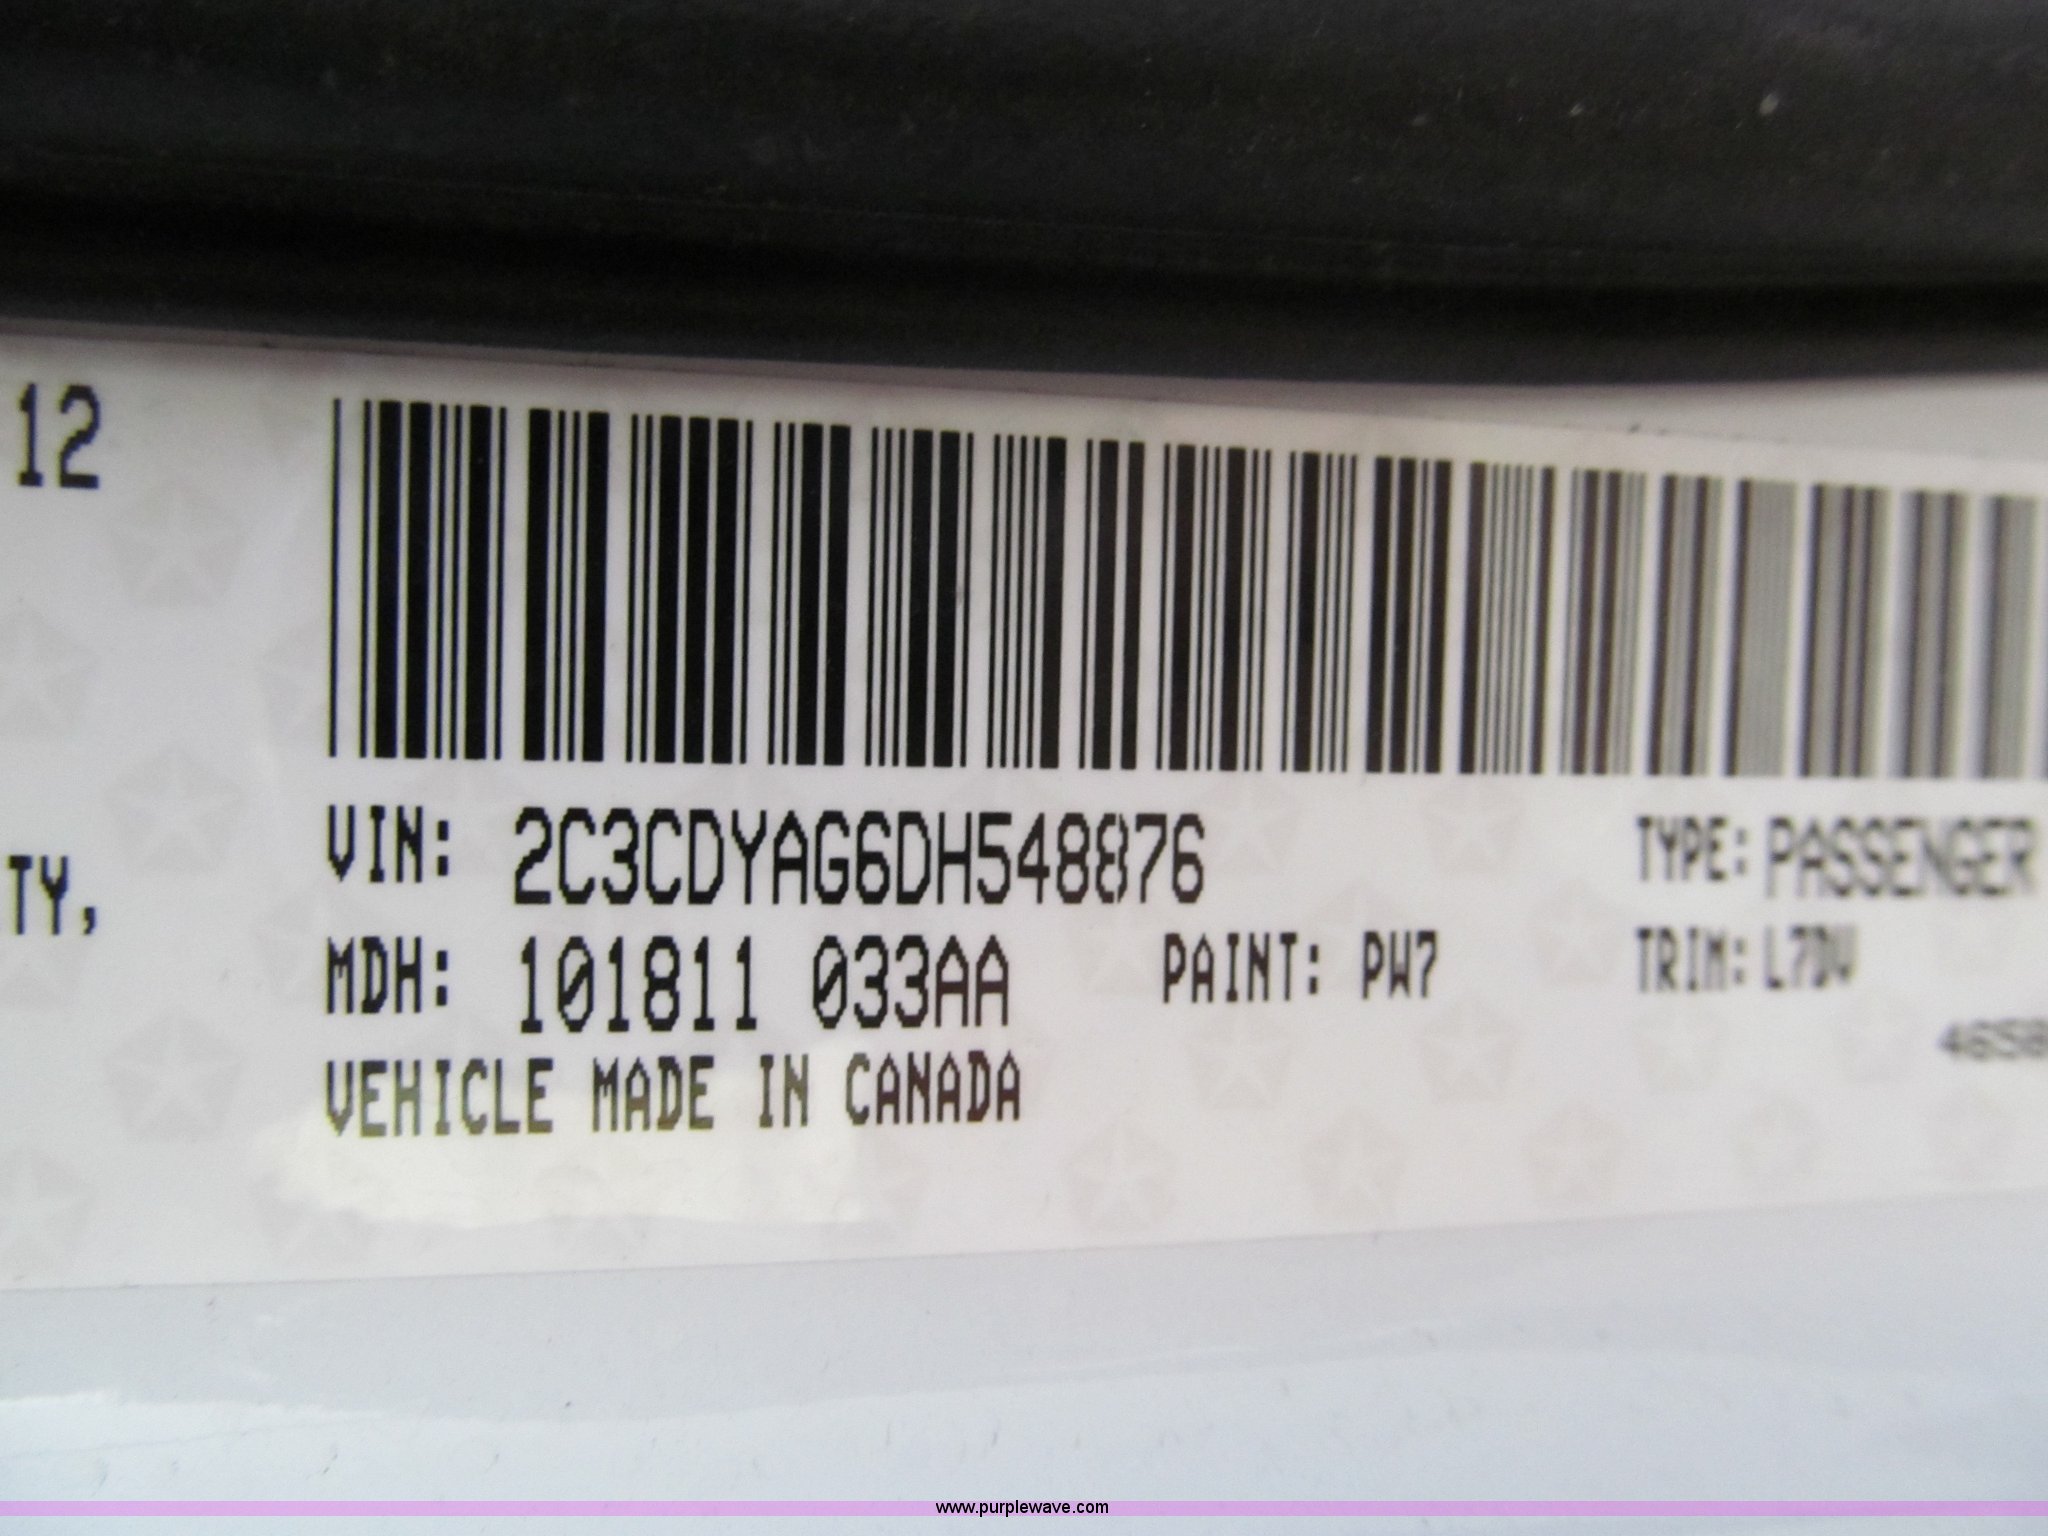 12
VIN: 2C3CDYAG6DH548876 TYPE: PASSENGER
TY,
MDH: 101811 033AA PAINT: PW7 TRIM: L7DV
4658
VEHICLE MADE IN CANADA
www.purplewave.com